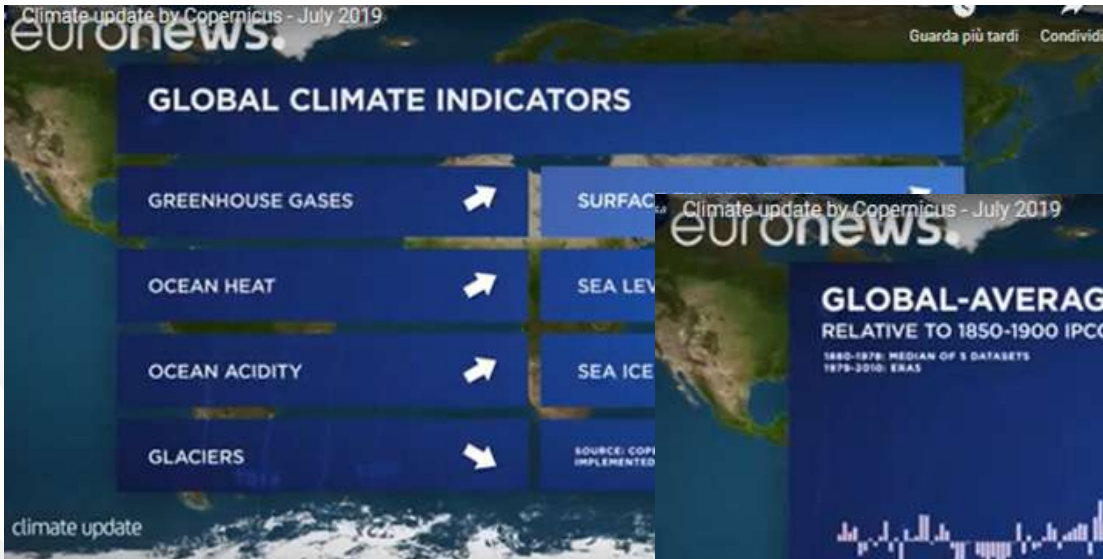 Climate update by Copernicus - July 2019
euronews.
Guarda più tardi Condividi
GLOBAL CLIMATE INDICATORS
GREENHOUSE GASES
SURFAC
OCEAN HEAT
SEA LEV
OCEAN ACIDITY
SEA ICE
GLACIERS
SOURCE: COPE
IMPLEMENTED
climate update
Climate update by Copernicus - July 2019
euronews.
GLOBAL-AVERAG
RELATIVE TO 1850-1900 IPCC
1880-1978: MEDIAN OF 5 DATASETS
1979-2010: ERA5